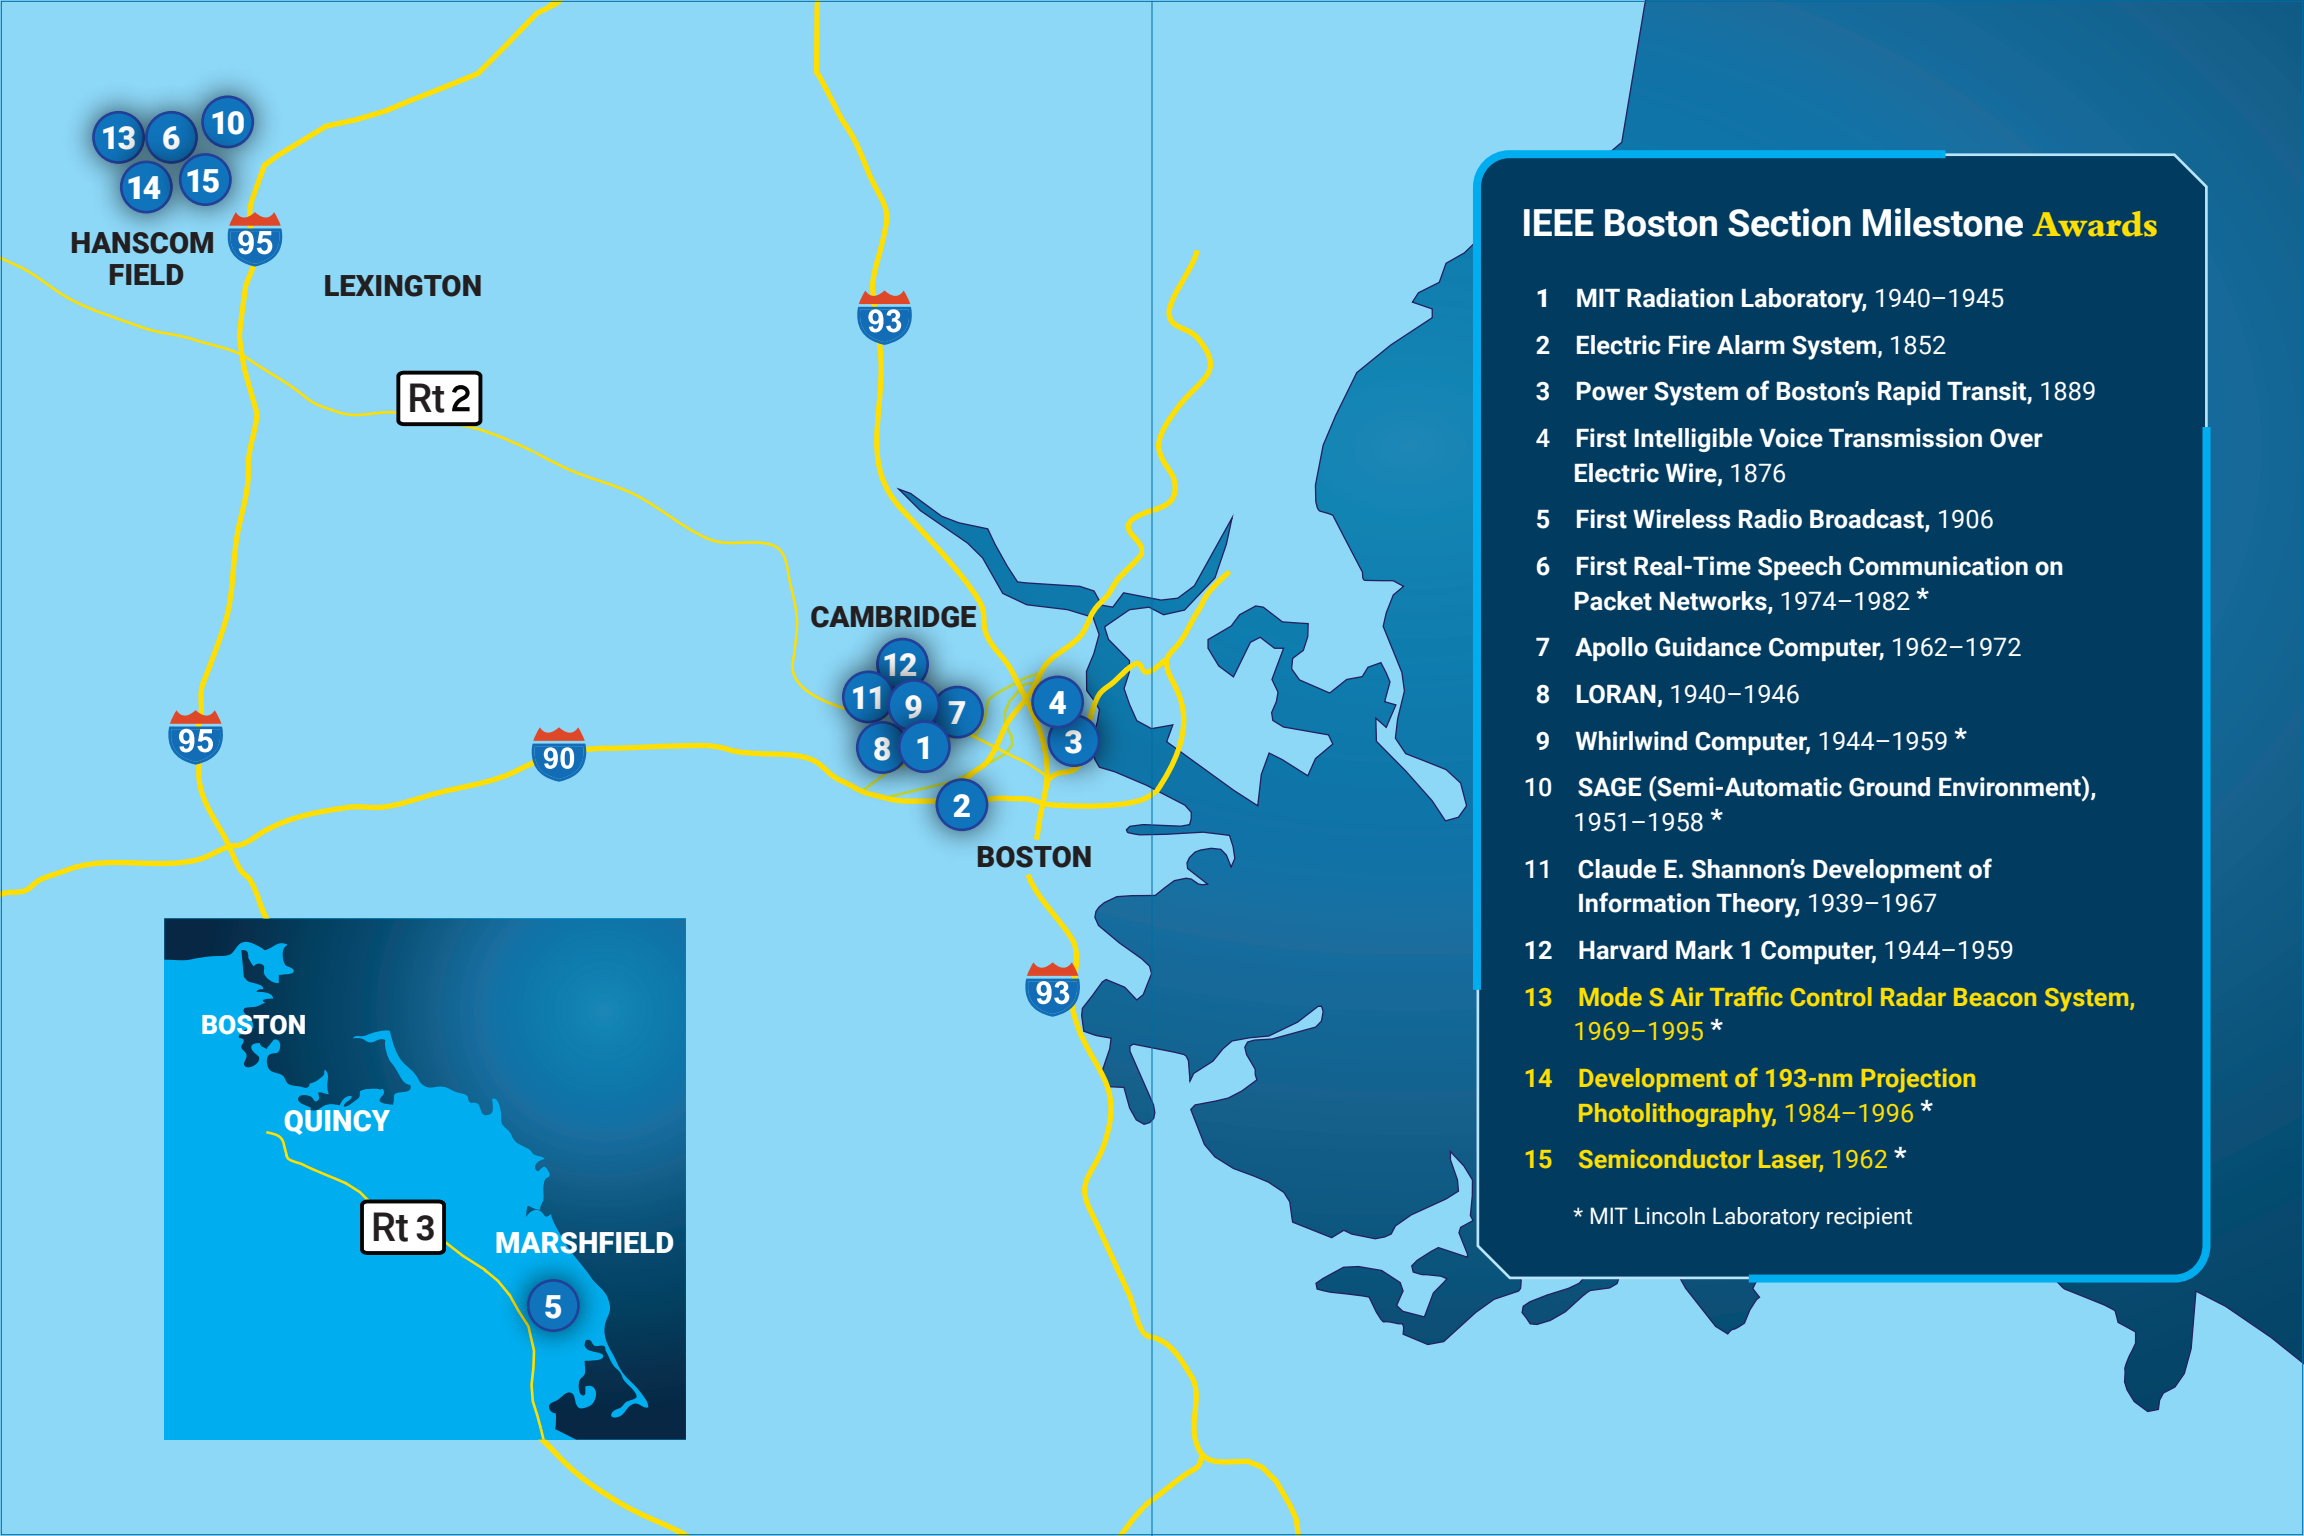 13
6
10
14
15
HANSCOM
FIELD
95
LEXINGTON
93
Rt 2
CAMBRIDGE
12
11
9
7
8
1
4
3
2
95
90
BOSTON
93
BOSTON
QUINCY
Rt 3
MARSHFIELD
5
IEEE Boston Section Milestone Awards
1 MIT Radiation Laboratory, 1940–1945
2 Electric Fire Alarm System, 1852
3 Power System of Boston’s Rapid Transit, 1889
4 First Intelligible Voice Transmission Over
Electric Wire, 1876
5 First Wireless Radio Broadcast, 1906
6 First Real-Time Speech Communication on
Packet Networks, 1974–1982 *
7 Apollo Guidance Computer, 1962–1972
8 LORAN, 1940–1946
9 Whirlwind Computer, 1944–1959 *
10 SAGE (Semi-Automatic Ground Environment),
1951–1958 *
11 Claude E. Shannon’s Development of
Information Theory, 1939–1967
12 Harvard Mark 1 Computer, 1944–1959
13 Mode S Air Traffic Control Radar Beacon System,
1969–1995 *
14 Development of 193-nm Projection
Photolithography, 1984–1996 *
15 Semiconductor Laser, 1962 *
* MIT Lincoln Laboratory recipient